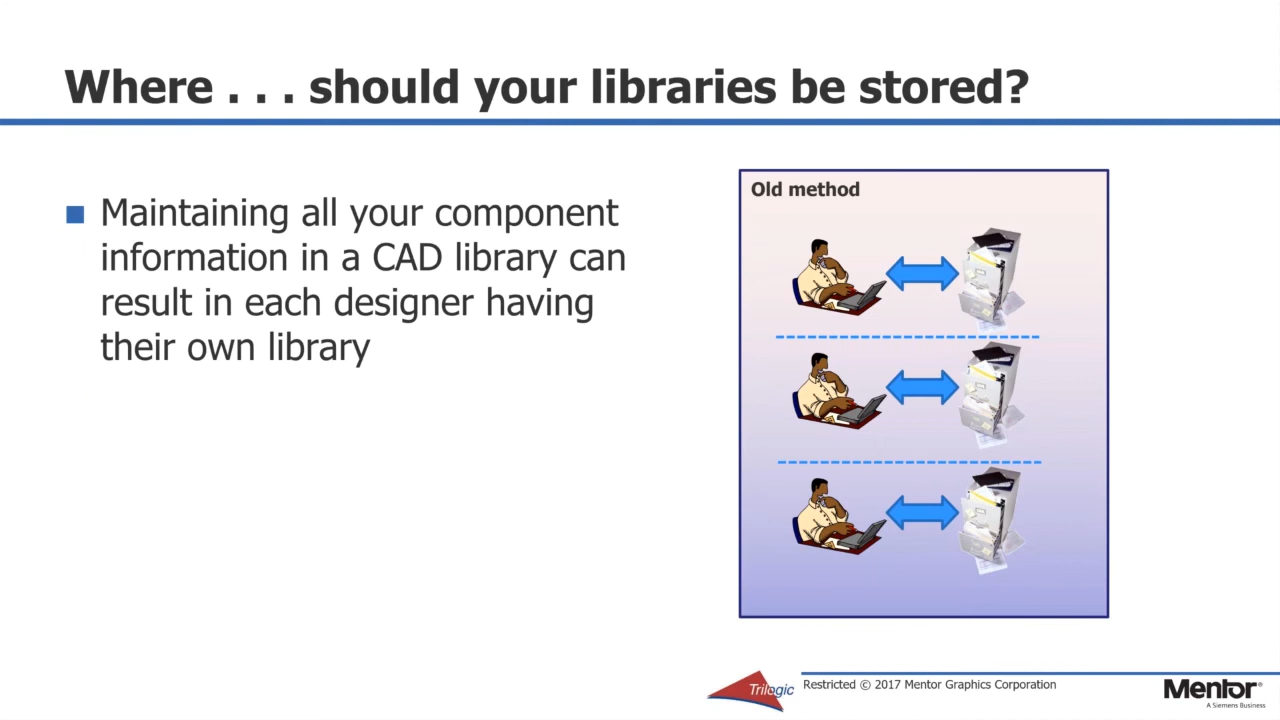 Where . . . should your libraries be stored?
Maintaining all your component
information in a CAD library can
result in each designer having
their own library
Old method
Trilogic
Restricted © 2017 Mentor Graphics Corporation
Mentor®
A Siemens Business